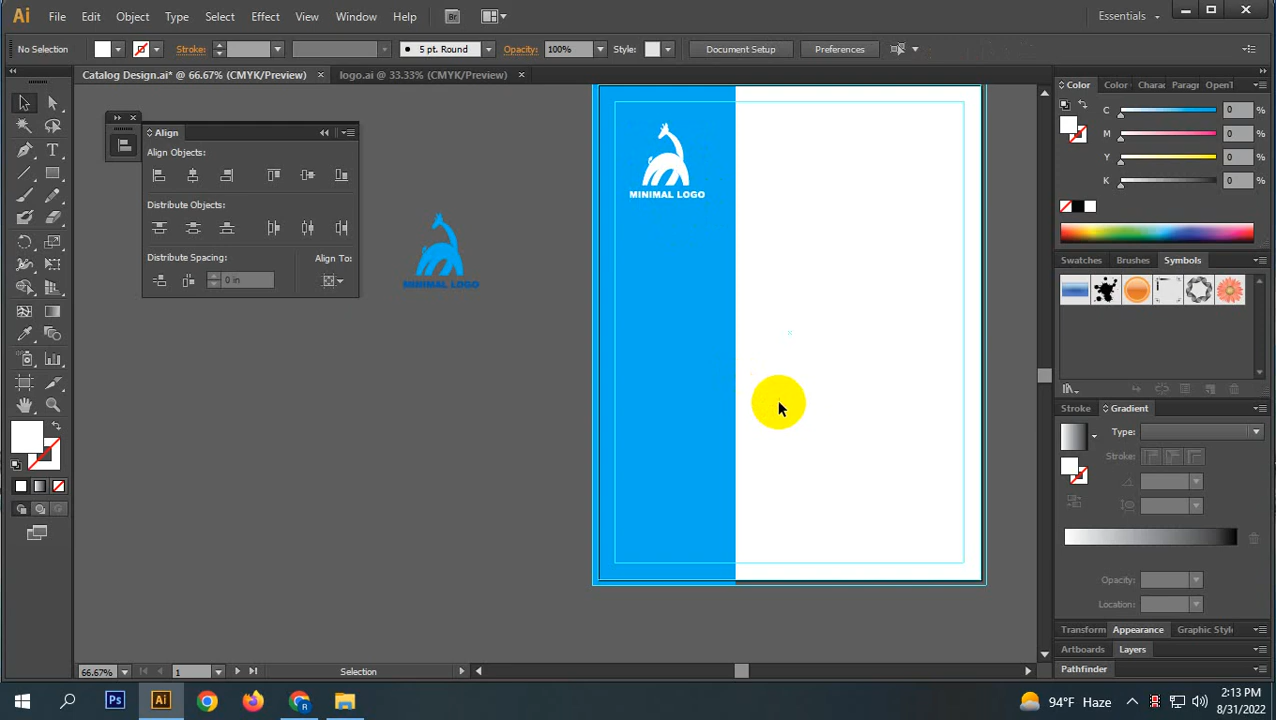 Ai File Edit Object Type Select Effect View Window Help Br Essentials
No Selection Stroke: 5 pt. Round Opacity: 100% Style: Document Setup Preferences
Catalog Design.ai* @ 66.67% (CMYK/Preview) × logo.ai @ 33.33% (CMYK/Preview) ×
Align
Align Objects:
Distribute Objects:
Distribute Spacing: Align To:
0 in
MINIMAL LOGO
MINIMAL LOGO
Color Color Charac Paragr OpenT
C 0 %
M 0 %
Y 0 %
K 0 %
Swatches Brushes Symbols
Stroke Gradient
Type:
Stroke:
Opacity:
Location:
Transform Appearance Graphic Style
Artboards Layers
Pathfinder
66.67% 1 Selection
Ps Ai R 94°F Haze 2:13 PM
8/31/2022